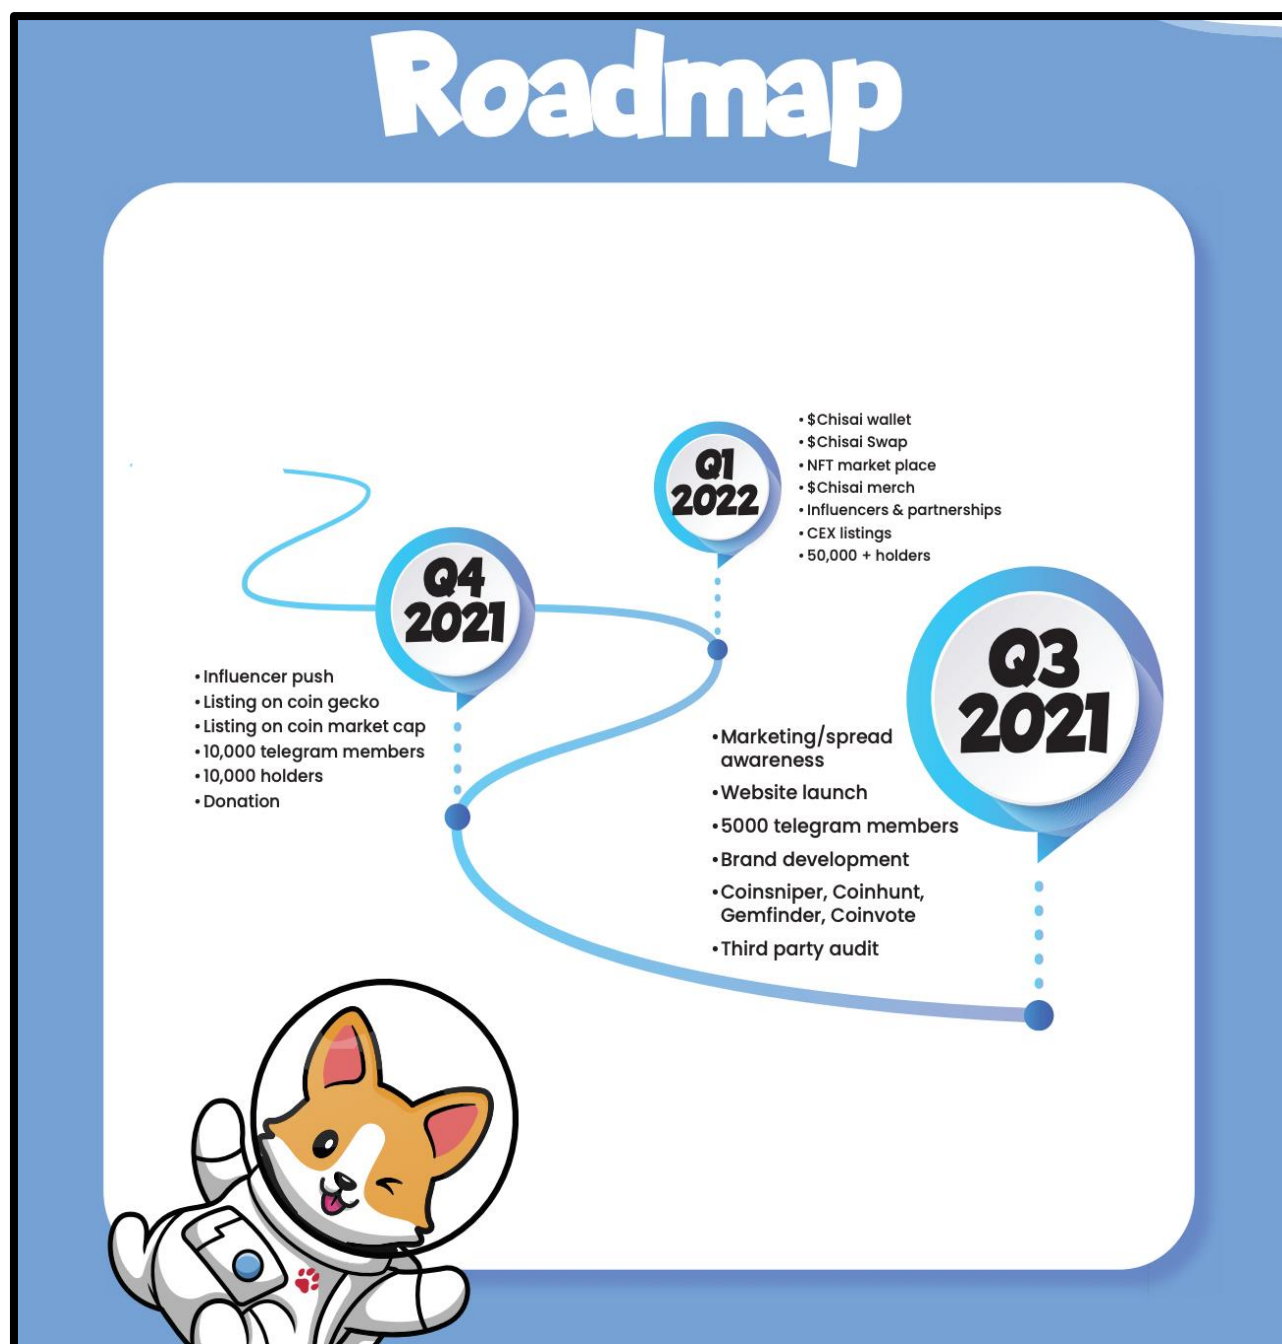 Roadmap
Q1
2022
• $Chisai wallet
• $Chisai Swap
• NFT market place
• $Chisai merch
• Influencers & partnerships
• CEX listings
• 50,000 + holders
Q4
2021
• Influencer push
• Listing on coin gecko
• Listing on coin market cap
• 10,000 telegram members
• 10,000 holders
• Donation
Q3
2021
• Marketing/spread
awareness
• Website launch
• 5000 telegram members
• Brand development
• Coinsniper, Coinhunt,
Gemfinder, Coinvote
• Third party audit